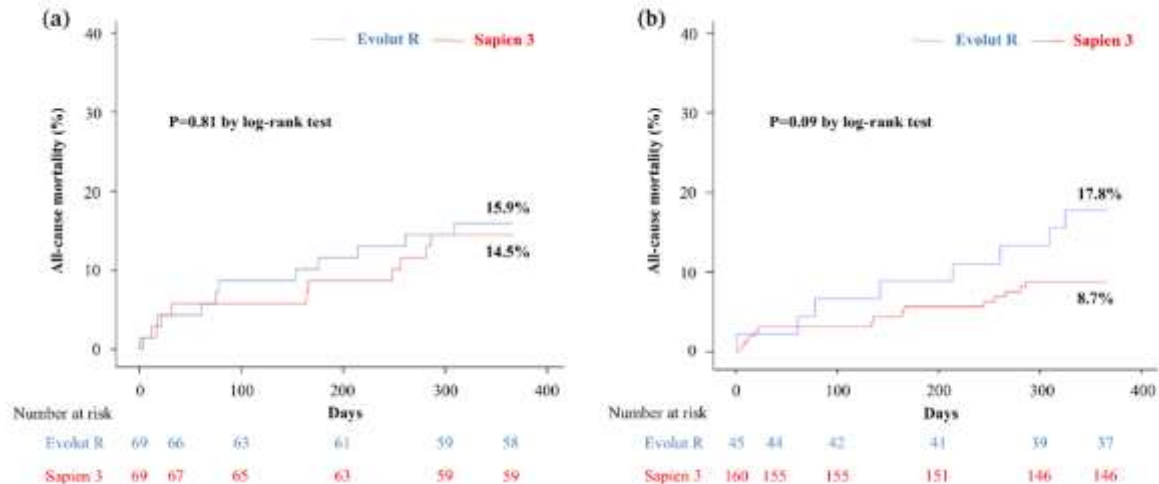 (a)
40
30
20
10
0
All-cause mortality (%)
Evolut R Sapien 3
P=0.81 by log-rank test
15.9%
14.5%
0 100 200 300 400
Number at risk Days
Evolut R 69 66 63 61 59 58
Sapien 3 69 67 65 63 59 59
(b)
40
30
20
10
0
All-cause mortality (%)
Evolut R Sapien 3
P=0.09 by log-rank test
17.8%
8.7%
0 100 200 300 400
Number at risk Days
Evolut R 45 44 42 41 39 37
Sapien 3 160 155 155 151 146 146